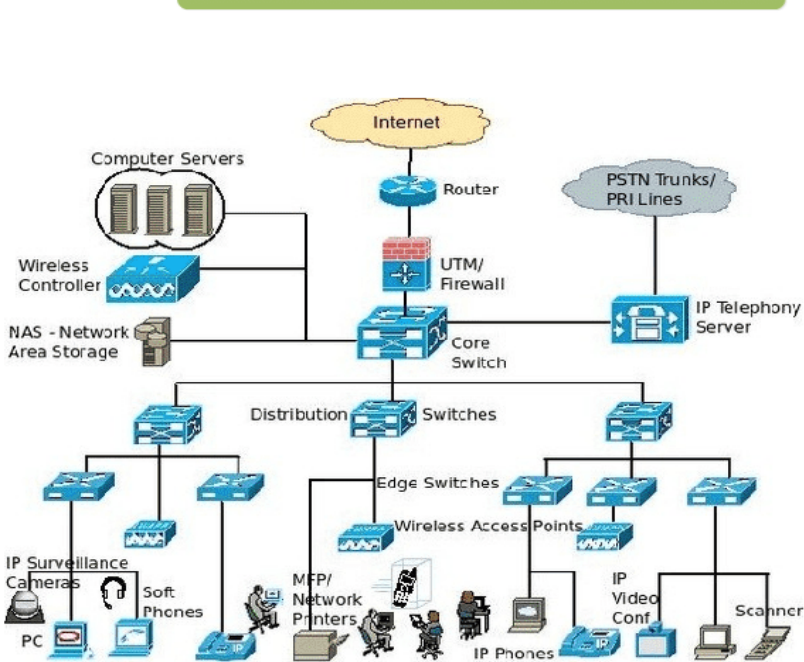 Internet
Computer Servers
PSTN Trunks/
PRI Lines
Router
Wireless
Controller
UTM/
Firewall
IP Telephony
Server
NAS - Network
Area Storage
Core
Switch
Distribution
Switches
Edge Switches
Wireless Access Points
IP Surveillance
Cameras
Soft
Phones
MFP/
Network
Printers
IP
Video
Conf
Scanner
PC
IP
IP Phones
IP